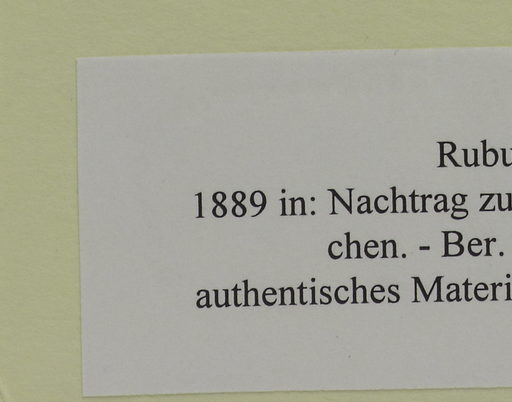 Rubu
1889 in: Nachtrag zu
chen. - Ber.
authentisches Materi